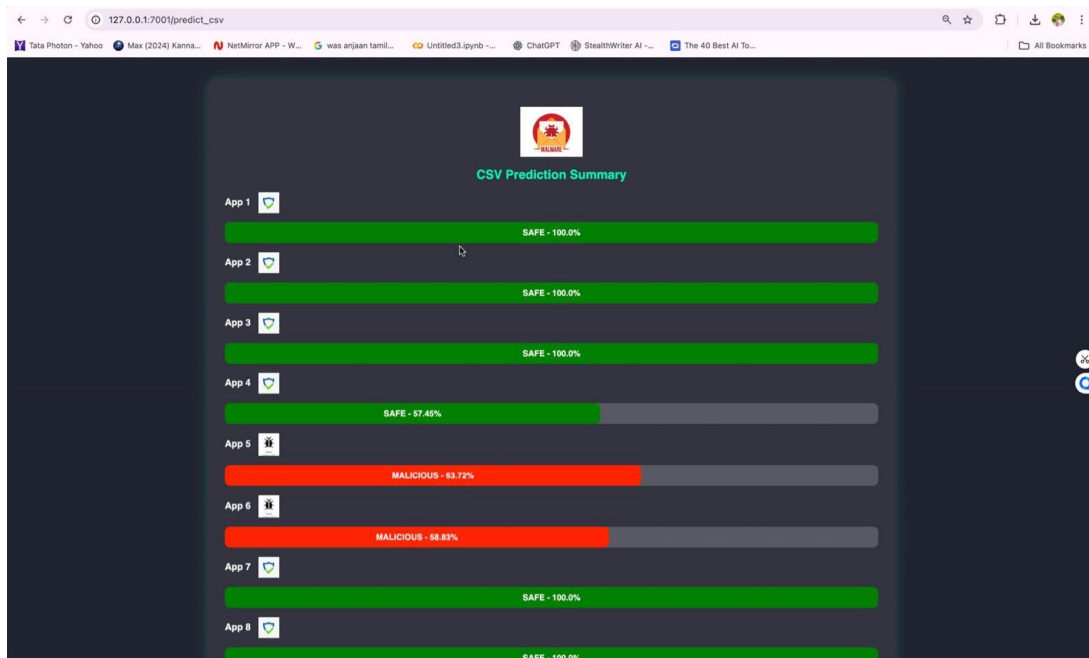 127.0.0.1:7001/predict_csv
Tata Photon - Yahoo Max (2024) Kanna... NetMirror APP - W... was anjaan tamil... Untitled3.ipynb -... ChatGPT StealthWriter AI -... The 40 Best AI To... All Bookmarks
MALWARE
CSV Prediction Summary
App 1
SAFE - 100.0%
App 2
SAFE - 100.0%
App 3
SAFE - 100.0%
App 4
SAFE - 57.45%
App 5
MALICIOUS - 63.72%
App 6
MALICIOUS - 58.83%
App 7
SAFE - 100.0%
App 8
SAFE - 100.0%